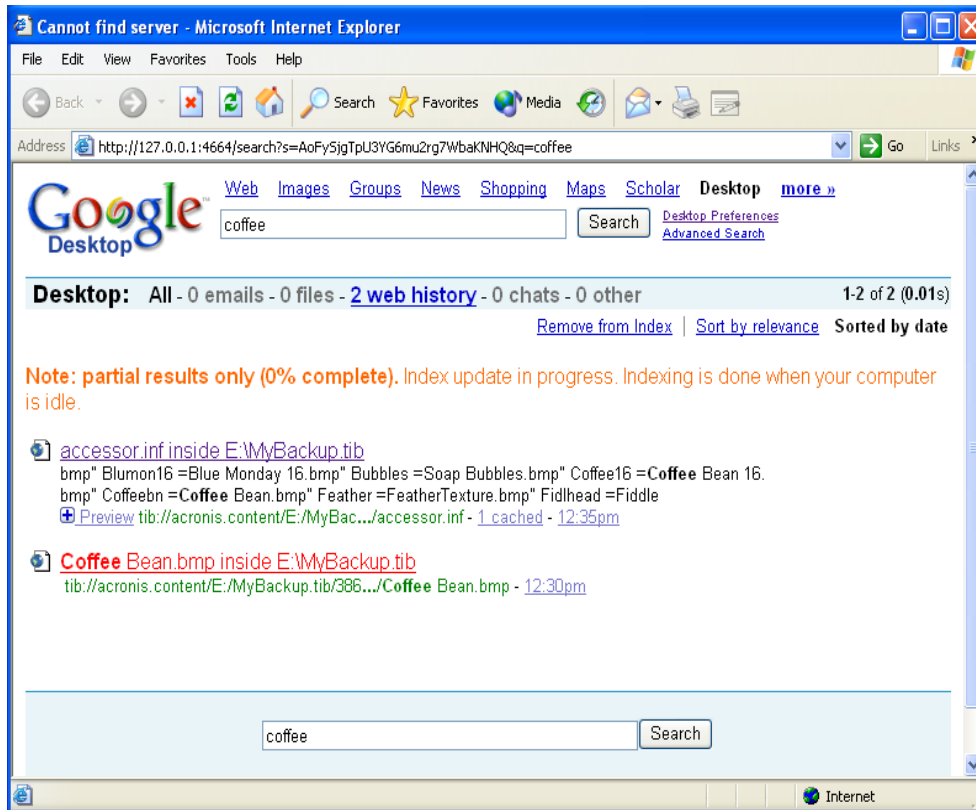 Cannot find server - Microsoft Internet Explorer
File Edit View Favorites Tools Help
Back Search Favorites Media
Address http://127.0.0.1:4664/search?s=AoFy5jgTpU3YG6mu2rg7WbaKNHQ&q=coffee Go Links
Web Images Groups News Shopping Maps Scholar Desktop more »
Google Desktop
coffee Search Desktop Preferences
Advanced Search
Desktop: All - 0 emails - 0 files - 2 web history - 0 chats - 0 other 1-2 of 2 (0.01s)
Remove from Index | Sort by relevance Sorted by date
Note: partial results only (0% complete). Index update in progress. Indexing is done when your computer
is idle.
accessor.inf inside E:\MyBackup.tib
bmp" Blumon16 =Blue Monday 16.bmp" Bubbles =Soap Bubbles.bmp" Coffee16 =Coffee Bean 16.
bmp" Coffeebn =Coffee Bean.bmp" Feather =FeatherTexture.bmp" Fidlhead =Fiddle
Preview tib://acronis.content/E:/MyBac.../accessor.inf - 1 cached - 12:35pm
Coffee Bean.bmp inside E:\MyBackup.tib
tib://acronis.content/E:/MyBackup.tib/386.../Coffee Bean.bmp - 12:30pm
coffee Search
Internet